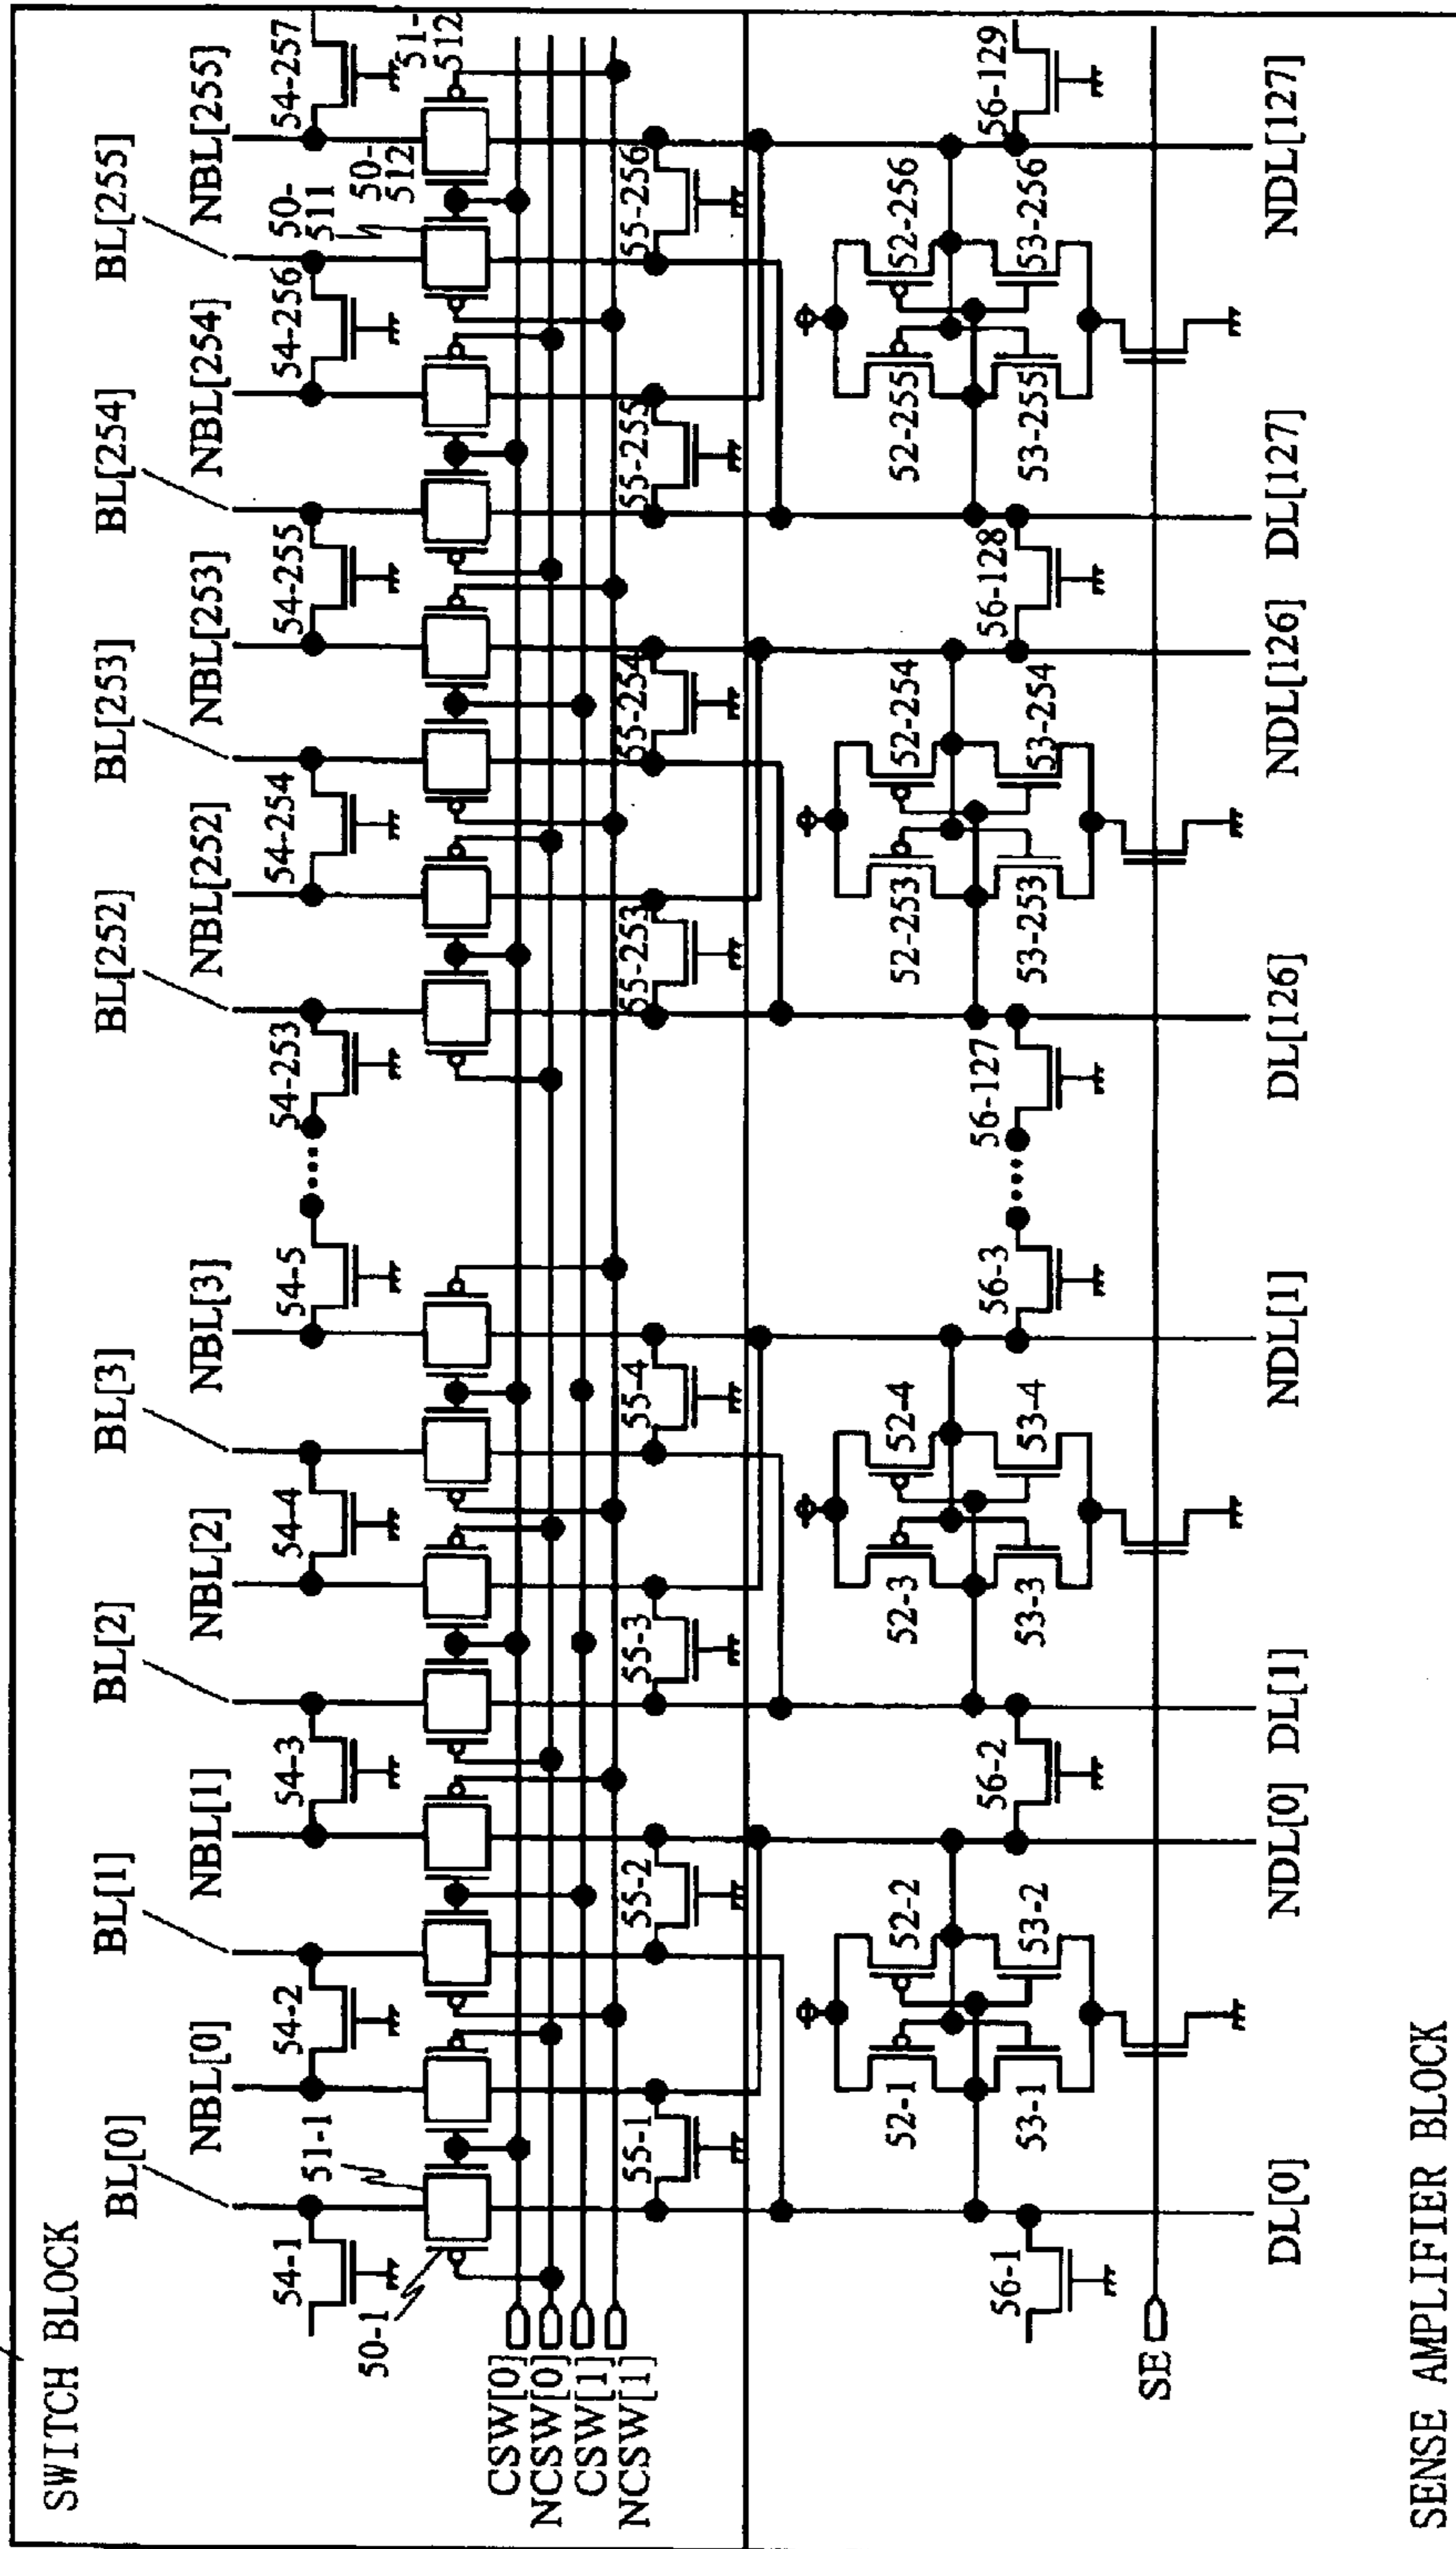 SWITCH BLOCK
BL[0]
BL[1]
BL[2]
BL[3]
BL[252]
BL[253]
BL[254]
BL[255]
NBL[0]
NBL[1]
NBL[2]
NBL[3]
NBL[252]
NBL[253]
NBL[254]
NBL[255]
54-1
54-2
54-3
54-4
54-5
54-253
54-254
54-255
54-256
54-257
51-1
50-1
50-
511
50-
512
51-
512
CSW[0]
NCSW[0]
CSW[1]
NCSW[1]
55-1
55-2
55-3
55-4
55-253
55-254
55-255
55-256
52-1
52-2
52-3
52-4
52-253
52-254
52-255
52-256
53-1
53-2
53-3
53-4
53-253
53-254
53-255
53-256
56-1
56-2
56-3
56-127
56-128
56-129
SE
DL[0]
NDL[0]
DL[1]
NDL[1]
DL[126]
NDL[126]
DL[127]
NDL[127]
SENSE AMPLIFIER BLOCK